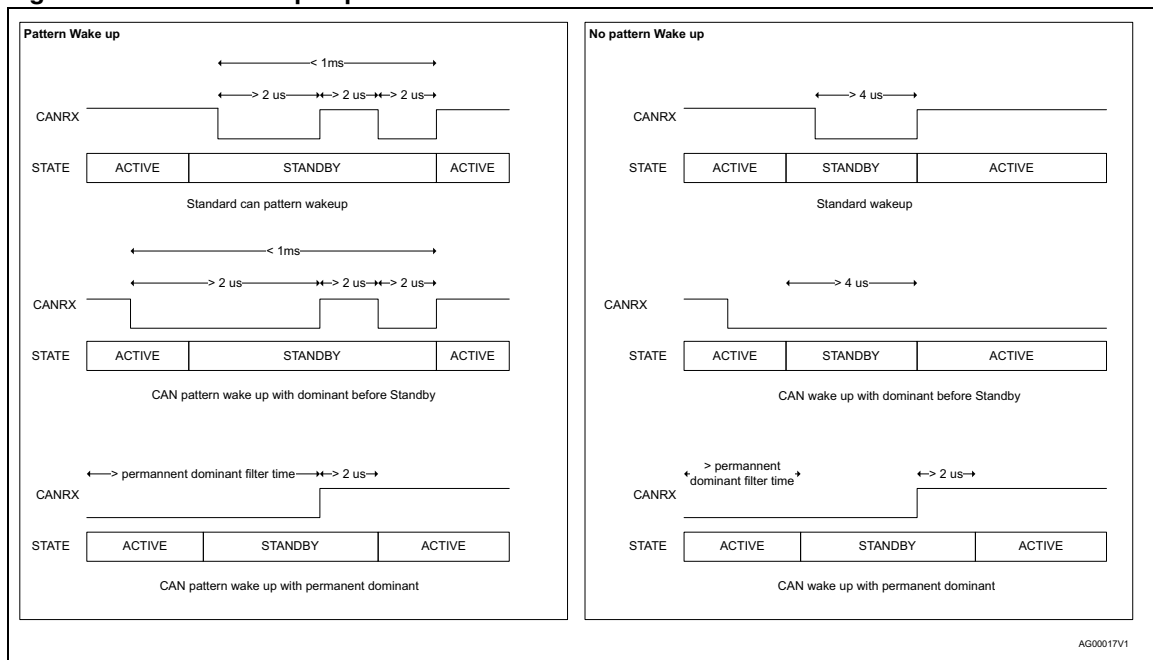 Pattern Wake up
< 1ms
> 2 us > 2 us > 2 us
CANRX
STATE ACTIVE STANDBY ACTIVE
Standard can pattern wakeup
< 1ms
> 2 us > 2 us > 2 us
CANRX
STATE ACTIVE STANDBY ACTIVE
CAN pattern wake up with dominant before Standby
> permannent dominant filter time > 2 us
CANRX
STATE ACTIVE STANDBY ACTIVE
CAN pattern wake up with permanent dominant
No pattern Wake up
> 4 us
CANRX
STATE ACTIVE STANDBY ACTIVE
Standard wakeup
> 4 us
CANRX
STATE ACTIVE STANDBY ACTIVE
CAN wake up with dominant before Standby
> permannent
dominant filter time
> 2 us
CANRX
STATE ACTIVE STANDBY ACTIVE
CAN wake up with permanent dominant
AG00017V1